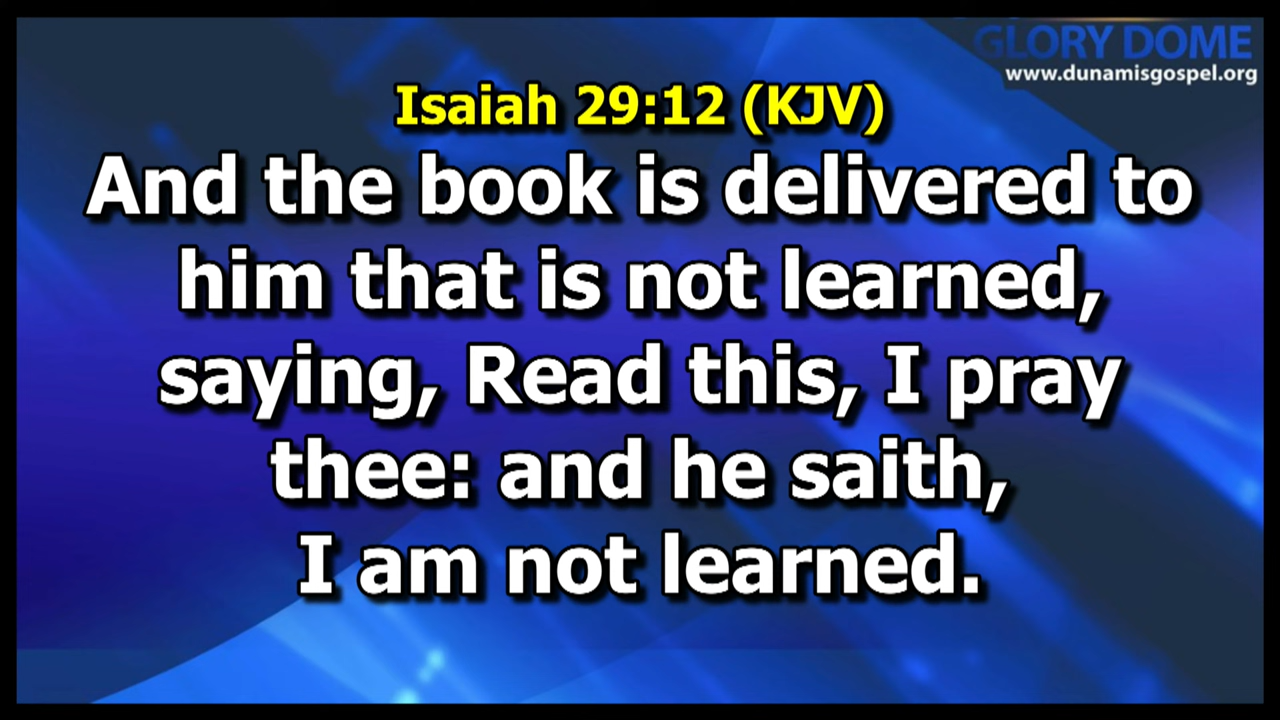 GLORY DOME
www.dunamisgospel.org
Isaiah 29:12 (KJV)
And the book is delivered to
him that is not learned,
saying, Read this, I pray
thee: and he saith,
I am not learned.